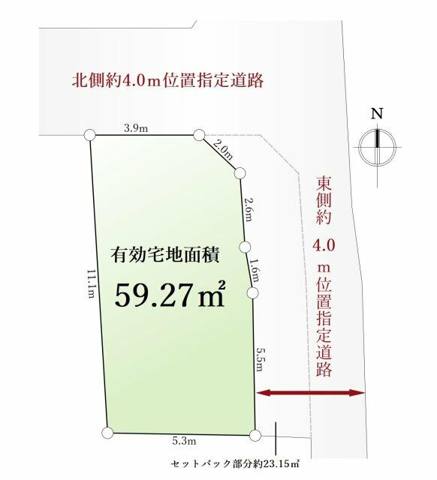 北側約4.0m位置指定道路
N
3.9m
2.0m
2.6m
1.6m
11.1m
有効宅地面積
59.27㎡
東側約4.0m位置指定道路
5.5m
5.3m
セットバック部分約23.15㎡